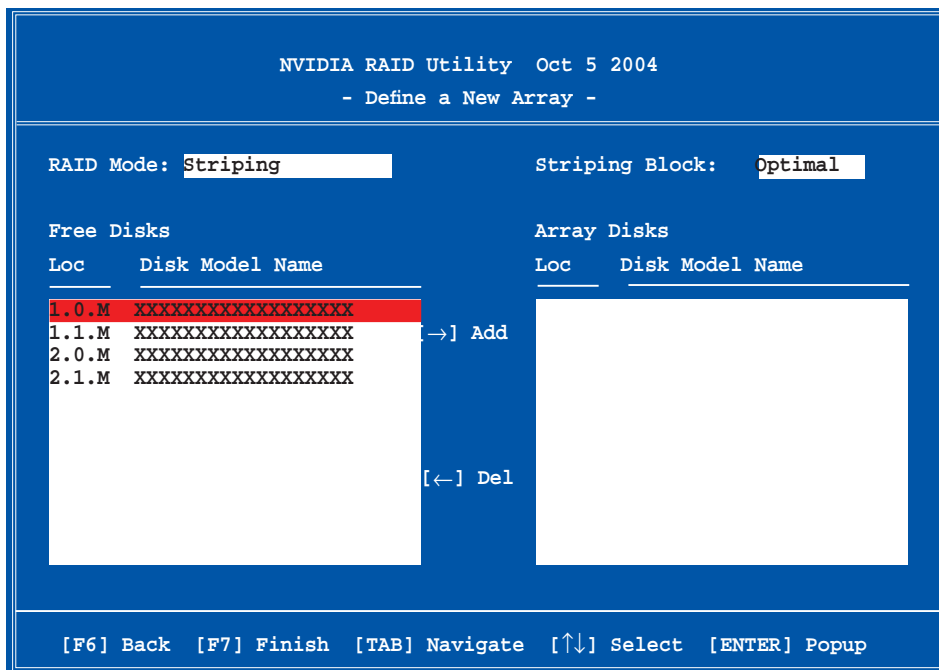 NVIDIA RAID Utility Oct 5 2004
- Define a New Array -
RAID Mode: Striping
Striping Block: Optimal
Free Disks
Loc Disk Model Name
1.0.M XXXXXXXXXXXXXXXXXX
1.1.M XXXXXXXXXXXXXXXXXX
2.0.M XXXXXXXXXXXXXXXXXX
2.1.M XXXXXXXXXXXXXXXXXX
[→] Add
[←] Del
Array Disks
Loc Disk Model Name
[F6] Back [F7] Finish [TAB] Navigate [↑↓] Select [ENTER] Popup